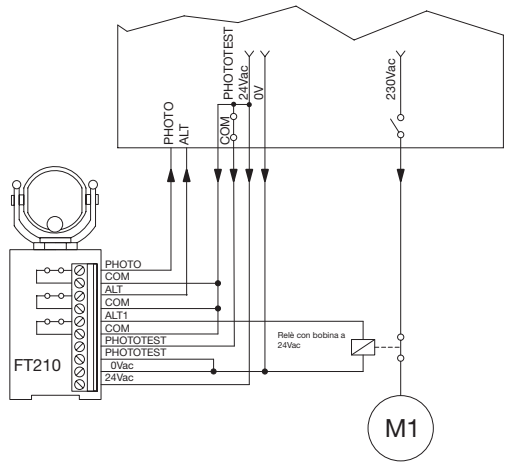 PHOTOTEST
24Vac
0V
230Vac
PHOTO
ALT
COM
PHOTO
COM
ALT
COM
ALT1
COM
PHOTOTEST
PHOTOTEST
0Vac
24Vac
FT210
Relè con bobina a
24Vac
M1